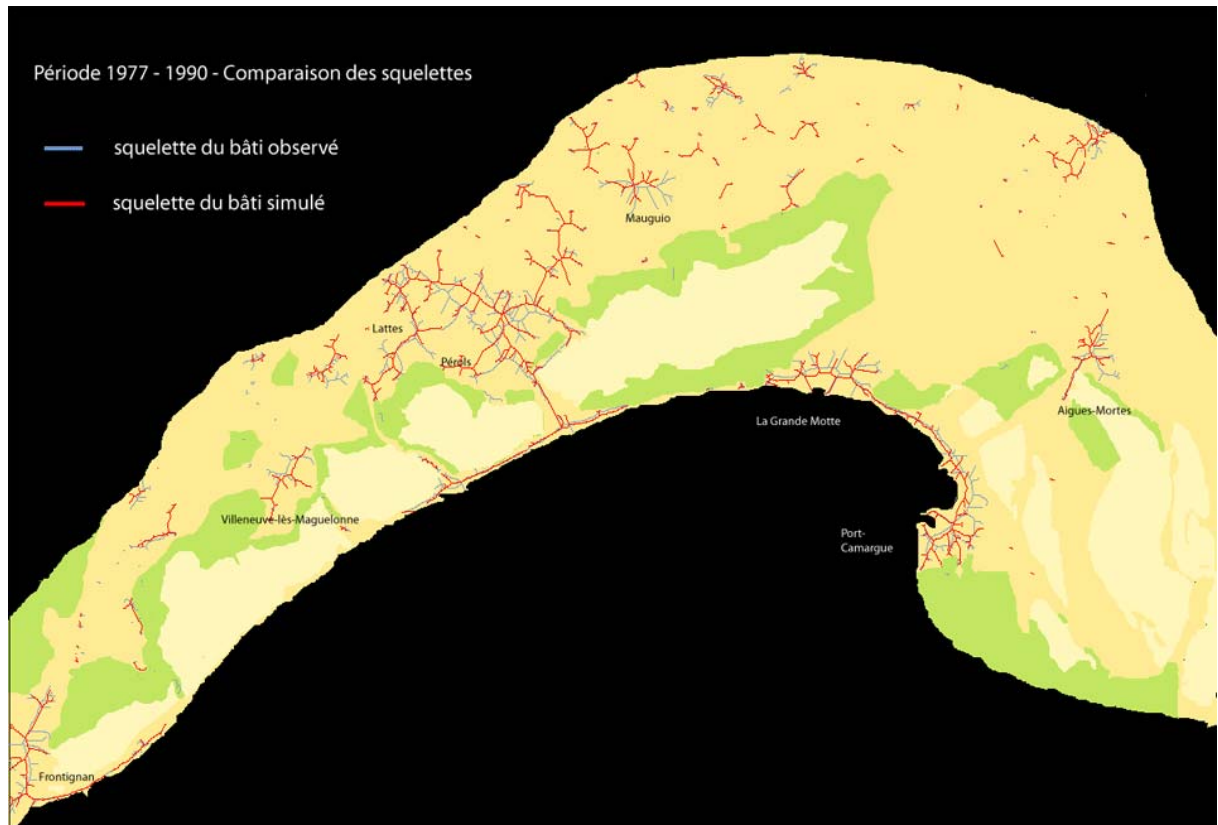 Période 1977 - 1990 - Comparaison des squelettes
squelette du bâti observé
squelette du bâti simulé
Mauguio
Lattes
Pérols
La Grande Motte
Aigues-Mortes
Villeneuve-lès-Maguelonne
Port-
Camargue
Frontignan